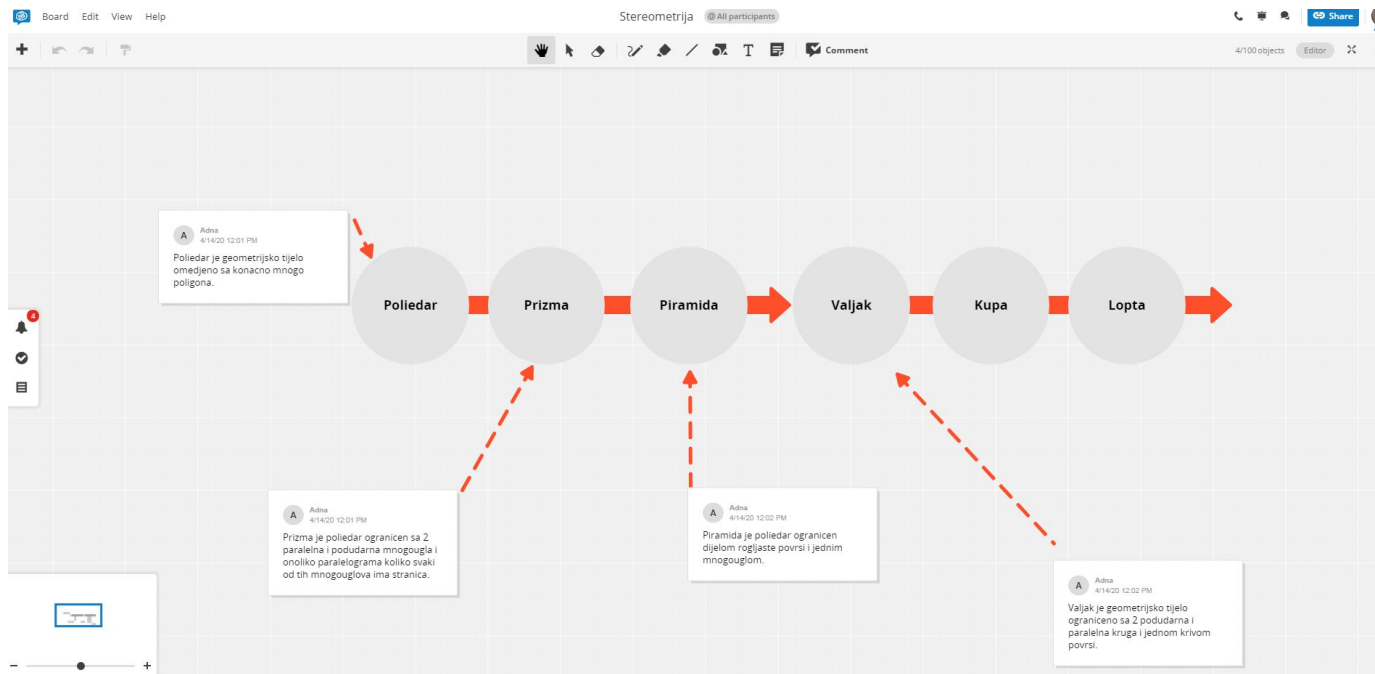 Board Edit View Help
Stereometrija
@ All participants
Share
Comment
4/100 objects
Editor
Adna
4/14/20 12:01 PM
Poliedar je geometrijsko tijelo
omedjeno sa konacno mnogo
poligona.
4
Poliedar
Prizma
Piramida
Valjak
Kupa
Lopta
A
Adna
4/14/20 12:01 PM
Prizma je poliedar ogranicen sa 2
paralelna i podudarna mnogougla i
onoliko paralelograma koliko svaki
od tih mnogouglova ima stranica.
A
Adna
4/14/20 12:02 PM
Piramida je poliedar ogranicen
dijelom rogljaste povrsi i jednim
mnogouglom.
A
Adna
4/14/20 12:02 PM
Valjak je geometrijsko tijelo
ograniceno sa 2 podudarna i
paralelna kruga i jednom krivom
povrsi.